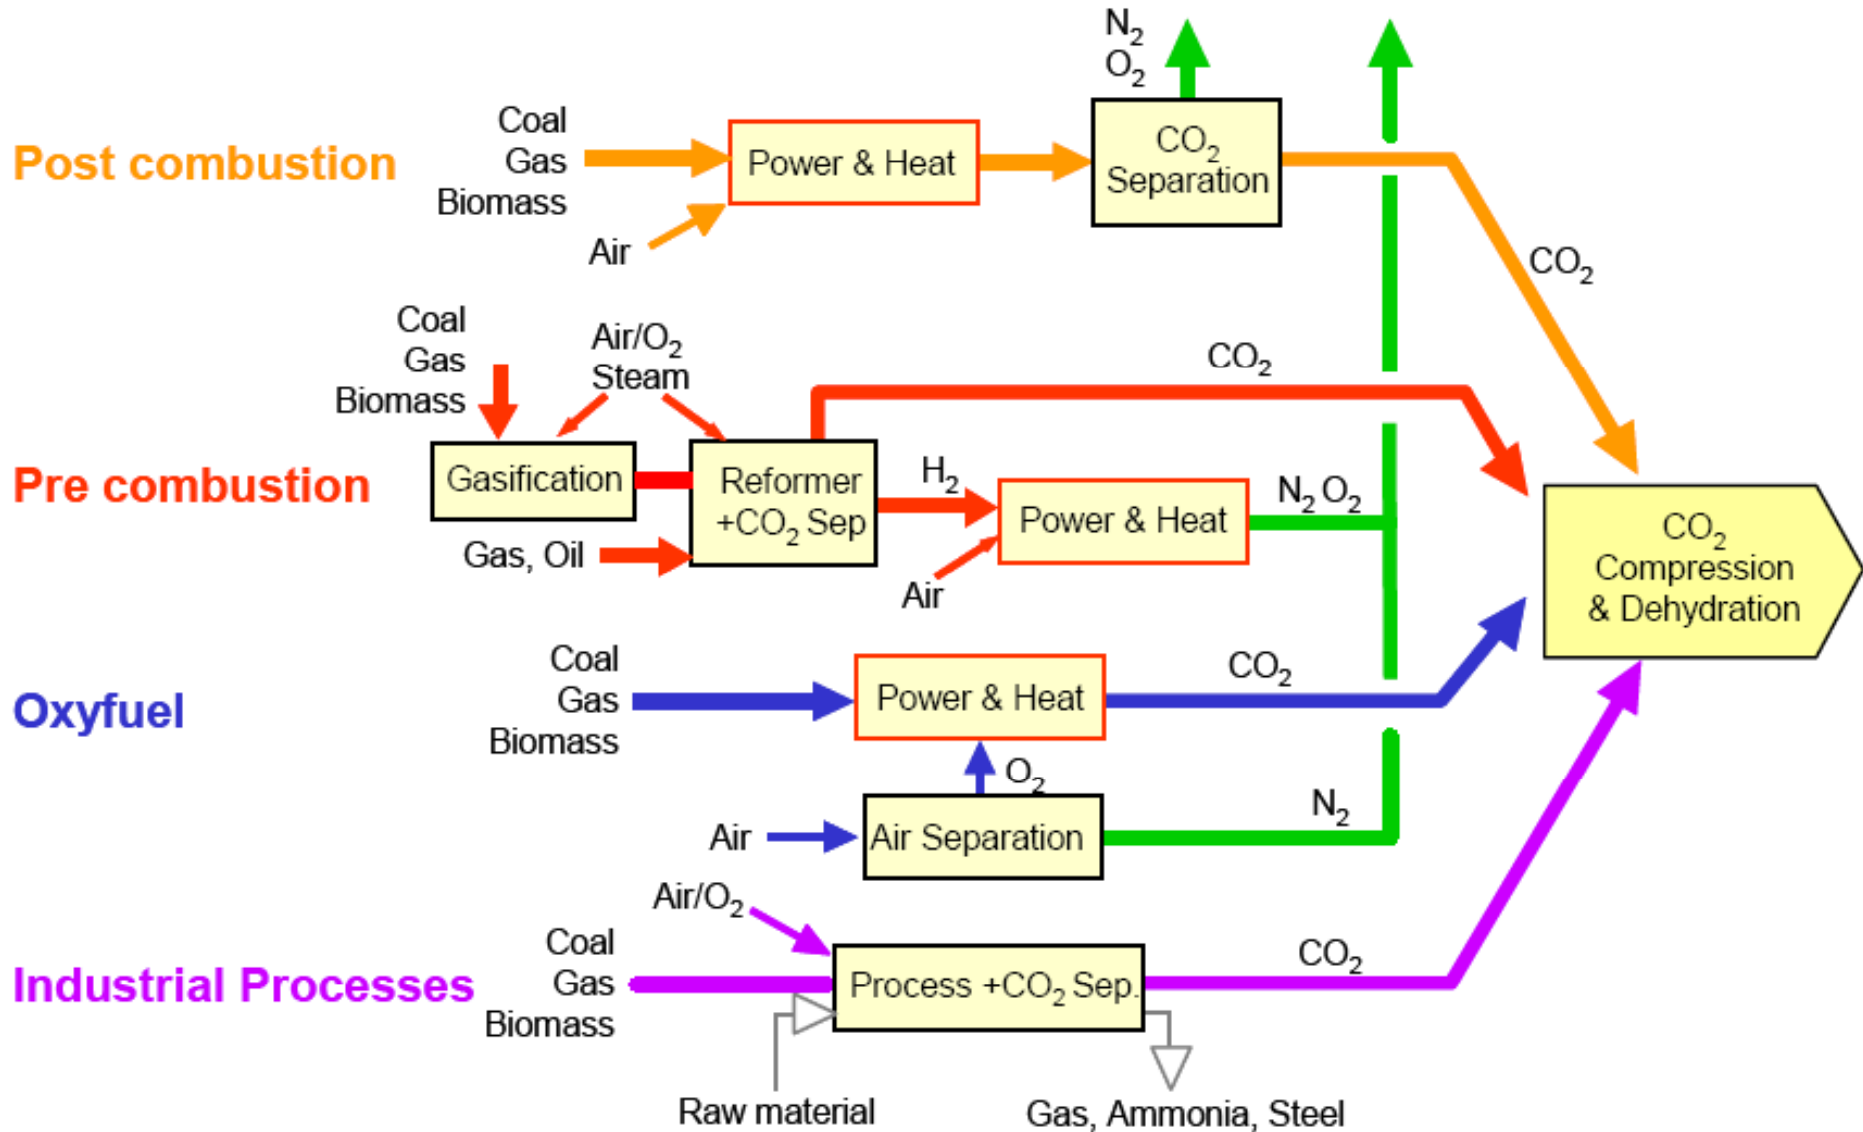 N₂
O₂
Post combustion
Coal
Gas
Biomass
Air
Power & Heat
CO₂
Separation
CO₂
Pre combustion
Coal
Gas
Biomass
Air/O₂
Steam
Gasification
Gas, Oil
Reformer
+CO₂ Sep
CO₂
H₂
Air
Power & Heat
N₂ O₂
CO₂
Compression
& Dehydration
Oxyfuel
Coal
Gas
Biomass
Power & Heat
CO₂
O₂
Air
Air Separation
N₂
Industrial Processes
Air/O₂
Coal
Gas
Biomass
Process +CO₂ Sep.
CO₂
Raw material
Gas, Ammonia, Steel